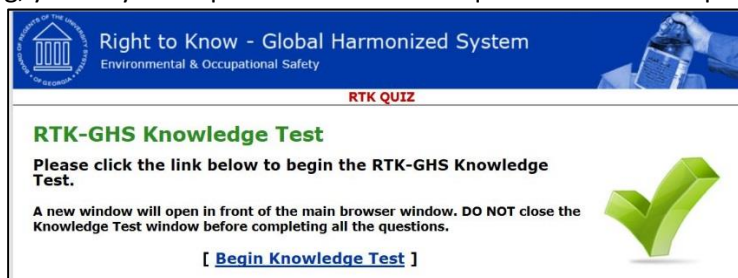 Right to Know - Global Harmonized System
Environmental & Occupational Safety
RTK QUIZ
RTK-GHS Knowledge Test
Please click the link below to begin the RTK-GHS Knowledge
Test.
A new window will open in front of the main browser window. DO NOT close the
Knowledge Test window before completing all the questions.
[ Begin Knowledge Test ]